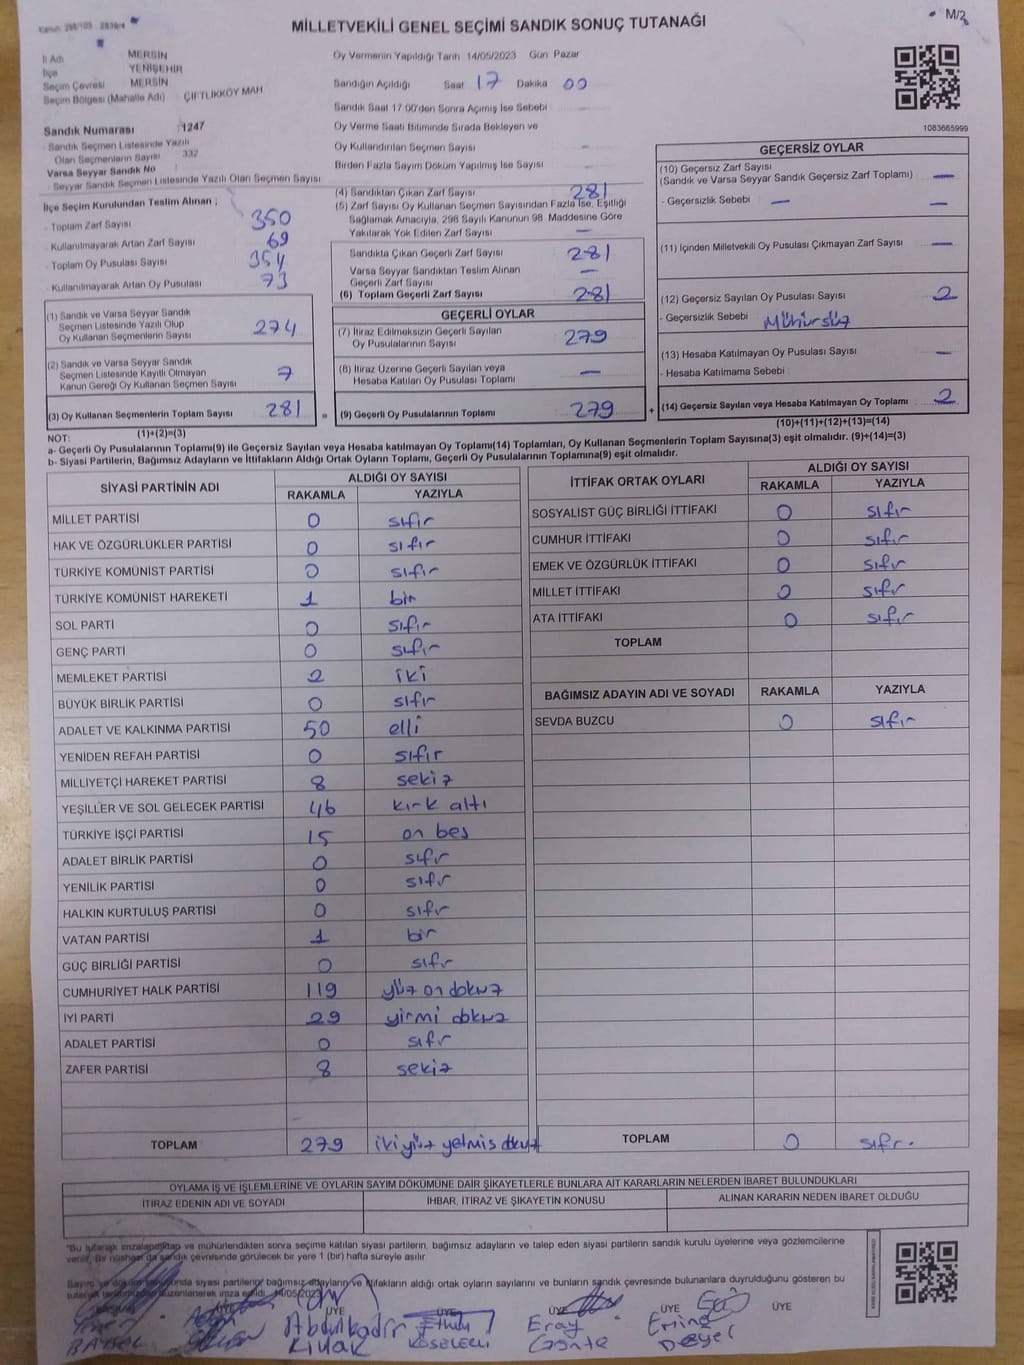 MİLLETVEKİLİ GENEL SEÇİMİ SANDIK SONUÇ TUTANAĞI
M/2
İl Adı MERSİN
İlçe YENİŞEHİR
Seçim Çevresi MERSİN
Seçim Bölgesi (Mahalle Adı) ÇİFTLİKKÖY MAH
Sandık Numarası : 1247
- Sandık Seçmen Listesinde Yazılı
Olan Seçmenlerin Sayısı : 332
Varsa Seyyar Sandık No
- Seyyar Sandık Seçmen Listesinde Yazılı Olan Seçmen Sayısı
İlçe Seçim Kurulundan Teslim Alınan ;
- Toplam Zarf Sayısı 350
- Kullanılmayarak Artan Zarf Sayısı 69
- Toplam Oy Pusulası Sayısı 354
- Kullanılmayarak Artan Oy Pusulası 73
(1) Sandık ve Varsa Seyyar Sandık
Seçmen Listesinde Yazılı Olup
Oy Kullanan Seçmenlerin Sayısı 274
(2) Sandık ve Varsa Seyyar Sandık
Seçmen Listesinde Kayıtlı Olmayan
Kanun Gereği Oy Kullanan Seçmen Sayısı 7
(3) Oy Kullanan Seçmenlerin Toplam Sayısı 281 =
(1)+(2)=(3)
Oy Vermenin Yapıldığı Tarih 14/05/2023 Gün Pazar
Sandığın Açıldığı Saat 17 Dakika 00
Sandık Saat 17:00'den Sonra Açılmış İse Sebebi
Oy Verme Saati Bitiminde Sırada Bekleyen ve
Oy Kullandırılan Seçmen Sayısı
Birden Fazla Sayım Döküm Yapılmış İse Sayısı
(4) Sandıktan Çıkan Zarf Sayısı 281
(5) Zarf Sayısı Oy Kullanan Seçmen Sayısından Fazla İse, Eşitliği
Sağlamak Amacıyla, 298 Sayılı Kanunun 98. Maddesine Göre
Yakılarak Yok Edilen Zarf Sayısı —
Sandıkta Çıkan Geçerli Zarf Sayısı 281
Varsa Seyyar Sandıktan Teslim Alınan
Geçerli Zarf Sayısı —
(6) Toplam Geçerli Zarf Sayısı 281
GEÇERLİ OYLAR
(7) İtiraz Edilmeksizin Geçerli Sayılan
Oy Pusulalarının Sayısı 279
(8) İtiraz Üzerine Geçerli Sayılan veya
Hesaba Katılan Oy Pusulası Toplamı —
(9) Geçerli Oy Pusulalarının Toplamı 279 +
1083665999
GEÇERSİZ OYLAR
(10) Geçersiz Zarf Sayısı
(Sandık ve Varsa Seyyar Sandık Geçersiz Zarf Toplamı) —
- Geçersizlik Sebebi — —
(11) İçinden Milletvekili Oy Pusulası Çıkmayan Zarf Sayısı —
(12) Geçersiz Sayılan Oy Pusulası Sayısı 2
- Geçersizlik Sebebi Mühürsüz
(13) Hesaba Katılmayan Oy Pusulası Sayısı —
- Hesaba Katılmama Sebebi :
(14) Geçersiz Sayılan veya Hesaba Katılmayan Oy Toplamı 2
(10)+(11)+(12)+(13)=(14)
NOT:
a- Geçerli Oy Pusulalarının Toplamı(9) ile Geçersiz Sayılan veya Hesaba katılmayan Oy Toplamı(14) Toplamları, Oy Kullanan Seçmenlerin Toplam Sayısına(3) eşit olmalıdır. (9)+(14)=(3)
b- Siyasi Partilerin, Bağımsız Adayların ve İttifakların Aldığı Ortak Oyların Toplamı, Geçerli Oy Pusulalarının Toplamına(9) eşit olmalıdır.
SİYASİ PARTİNİN ADI ALDIĞI OY SAYISI
RAKAMLA YAZIYLA
MİLLET PARTİSİ 0 sıfır
HAK VE ÖZGÜRLÜKLER PARTİSİ 0 sıfır
TÜRKİYE KOMÜNİST PARTİSİ 0 sıfır
TÜRKİYE KOMÜNİST HAREKETİ 1 bir
SOL PARTİ 0 sıfır
GENÇ PARTİ 0 sıfır
MEMLEKET PARTİSİ 2 iki
BÜYÜK BİRLİK PARTİSİ 0 sıfır
ADALET VE KALKINMA PARTİSİ 50 elli
YENİDEN REFAH PARTİSİ 0 sıfır
MİLLİYETÇİ HAREKET PARTİSİ 8 sekiz
YEŞİLLER VE SOL GELECEK PARTİSİ 46 kırk altı
TÜRKİYE İŞÇİ PARTİSİ 15 on beş
ADALET BİRLİK PARTİSİ 0 sıfır
YENİLİK PARTİSİ 0 sıfır
HALKIN KURTULUŞ PARTİSİ 0 sıfır
VATAN PARTİSİ 1 bir
GÜÇ BİRLİĞİ PARTİSİ 0 sıfır
CUMHURİYET HALK PARTİSİ 119 yüz on dokuz
İYİ PARTİ 29 yirmi dokuz
ADALET PARTİSİ 0 sıfır
ZAFER PARTİSİ 8 sekiz
TOPLAM 279 ikiyüz yetmiş dokuz
İTTİFAK ORTAK OYLARI ALDIĞI OY SAYISI
RAKAMLA YAZIYLA
SOSYALİST GÜÇ BİRLİĞİ İTTİFAKI 0 sıfır
CUMHUR İTTİFAKI 0 sıfır
EMEK VE ÖZGÜRLÜK İTTİFAKI 0 sıfır
MİLLET İTTİFAKI 0 sıfır
ATA İTTİFAKI 0 sıfır
TOPLAM
BAĞIMSIZ ADAYIN ADI VE SOYADI RAKAMLA YAZIYLA
SEVDA BUZCU 0 sıfır
TOPLAM 0 sıfır.
OYLAMA İŞ VE İŞLEMLERİNE VE OYLARIN SAYIM DÖKÜMÜNE DAİR ŞİKAYETLERLE BUNLARA AİT KARARLARIN NELERDEN İBARET BULUNDUKLARI
İTİRAZ EDENİN ADI VE SOYADI İHBAR, İTİRAZ VE ŞİKAYETİN KONUSU ALINAN KARARIN NEDEN İBARET OLDUĞU
"Bu tutanak imzalandıktan ve mühürlendikten sonra seçime katılan siyasi partilerin, bağımsız adayların ve talep eden siyasi partilerin sandık kurulu üyelerine veya gözlemcilerine
verilir. Bir nüshası da sandık çevresinde görülecek bir yere 1 (bir) hafta süreyle asılır.
Sayım ve döküm sonucunda siyasi partilerin, bağımsız adayların ve ittifakların aldığı ortak oyların sayılarını ve bunların sandık çevresinde bulunanlara duyrulduğunu gösteren bu
tutanak tarafımızdan düzenlenerek imza edildi. 14/05/2023
ÜYE ÜYE ÜYE ÜYE ÜYE ÜYE
Abdulkadir Ethem Eray Emine
KÖSELERLİ